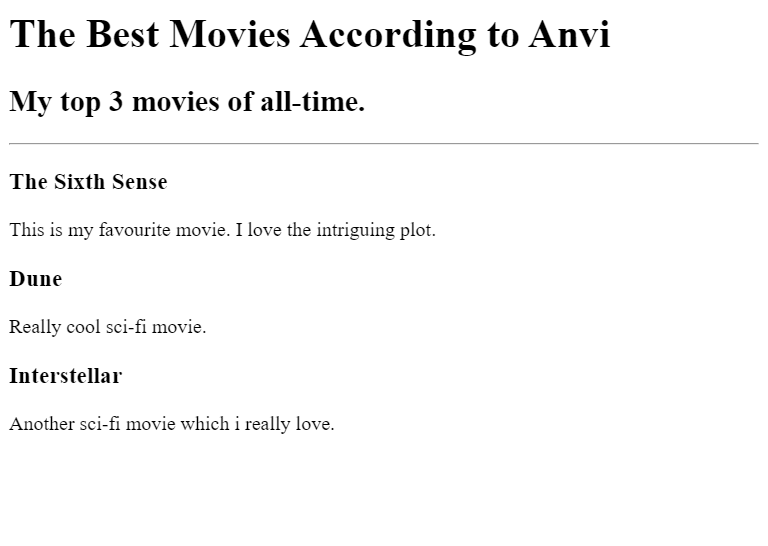 The Best Movies According to Anvi
My top 3 movies of all-time.
The Sixth Sense
This is my favourite movie. I love the intriguing plot.
Dune
Really cool sci-fi movie.
Interstellar
Another sci-fi movie which i really love.